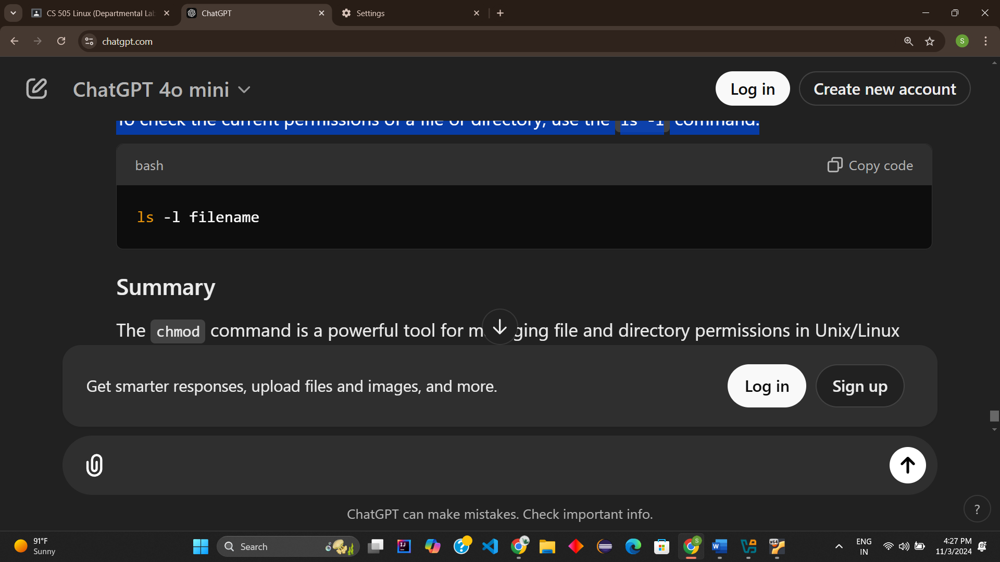 CS 505 Linux (Departmental Lab
ChatGPT
Settings
chatgpt.com
S
ChatGPT 4o mini
Log in
Create new account
To check the current permissions of a file or directory, use the ls -l command:
bash
Copy code
ls -l filename
Summary
The chmod command is a powerful tool for m ging file and directory permissions in Unix/Linux
Get smarter responses, upload files and images, and more.
Log in
Sign up
ChatGPT can make mistakes. Check important info.
?
91°F
Sunny
Search
ENG
IN
4:27 PM
11/3/2024